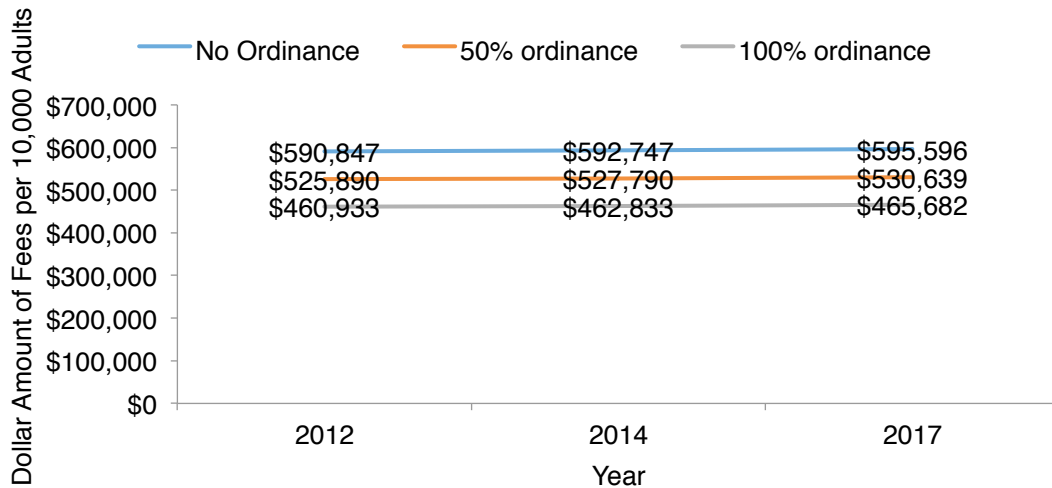 Dollar Amount of Fees per 10,000 Adults
No Ordinance 50% ordinance 100% ordinance
$700,000
$600,000
$500,000
$400,000
$300,000
$200,000
$100,000
$0
$590,847 $592,747 $595,596
$525,890 $527,790 $530,639
$460,933 $462,833 $465,682
2012 2014 2017
Year